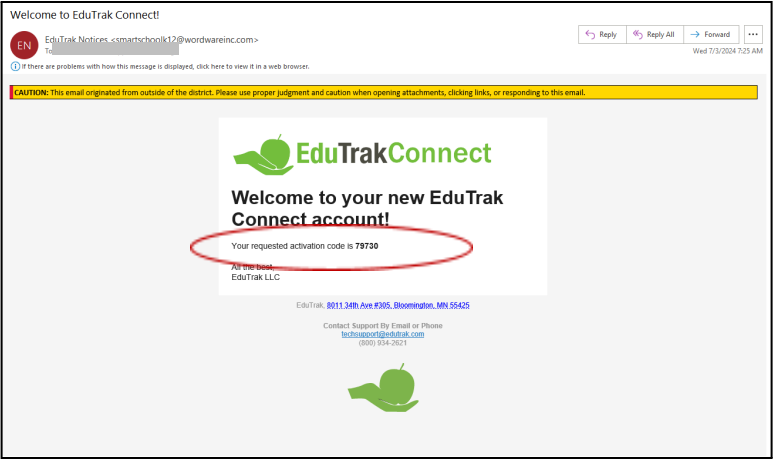 Welcome to EduTrak Connect!
EN
EduTrak Notices <smartschoolk12@wordwareinc.com>
To
Reply
Reply All
Forward
...
Wed 7/3/2024 7:25 AM
If there are problems with how this message is displayed, click here to view it in a web browser.
CAUTION: This email originated from outside of the district. Please use proper judgment and caution when opening attachments, clicking links, or responding to this email.
EduTrakConnect
Welcome to your new EduTrak
Connect account!
Your requested activation code is 79730
All the best,
EduTrak LLC
EduTrak, 8011 34th Ave #305, Bloomington, MN 55425
Contact Support By Email or Phone
techsupport@edutrak.com
(800) 934-2621